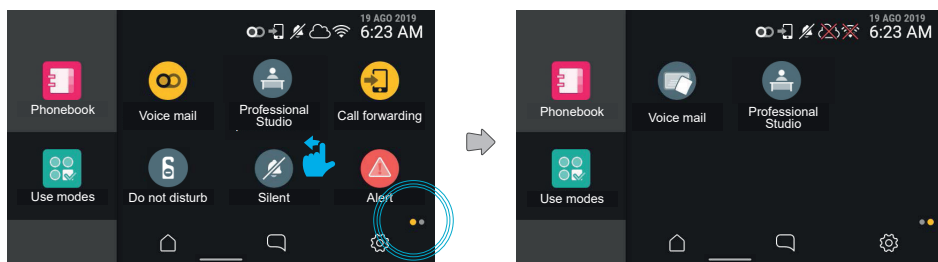 19 AGO 2019
6:23 AM
Phonebook
Voice mail
Professional
Studio
Call forwarding
Use modes
Do not disturb
Silent
Alert
19 AGO 2019
6:23 AM
Phonebook
Voice mail
Professional
Studio
Use modes